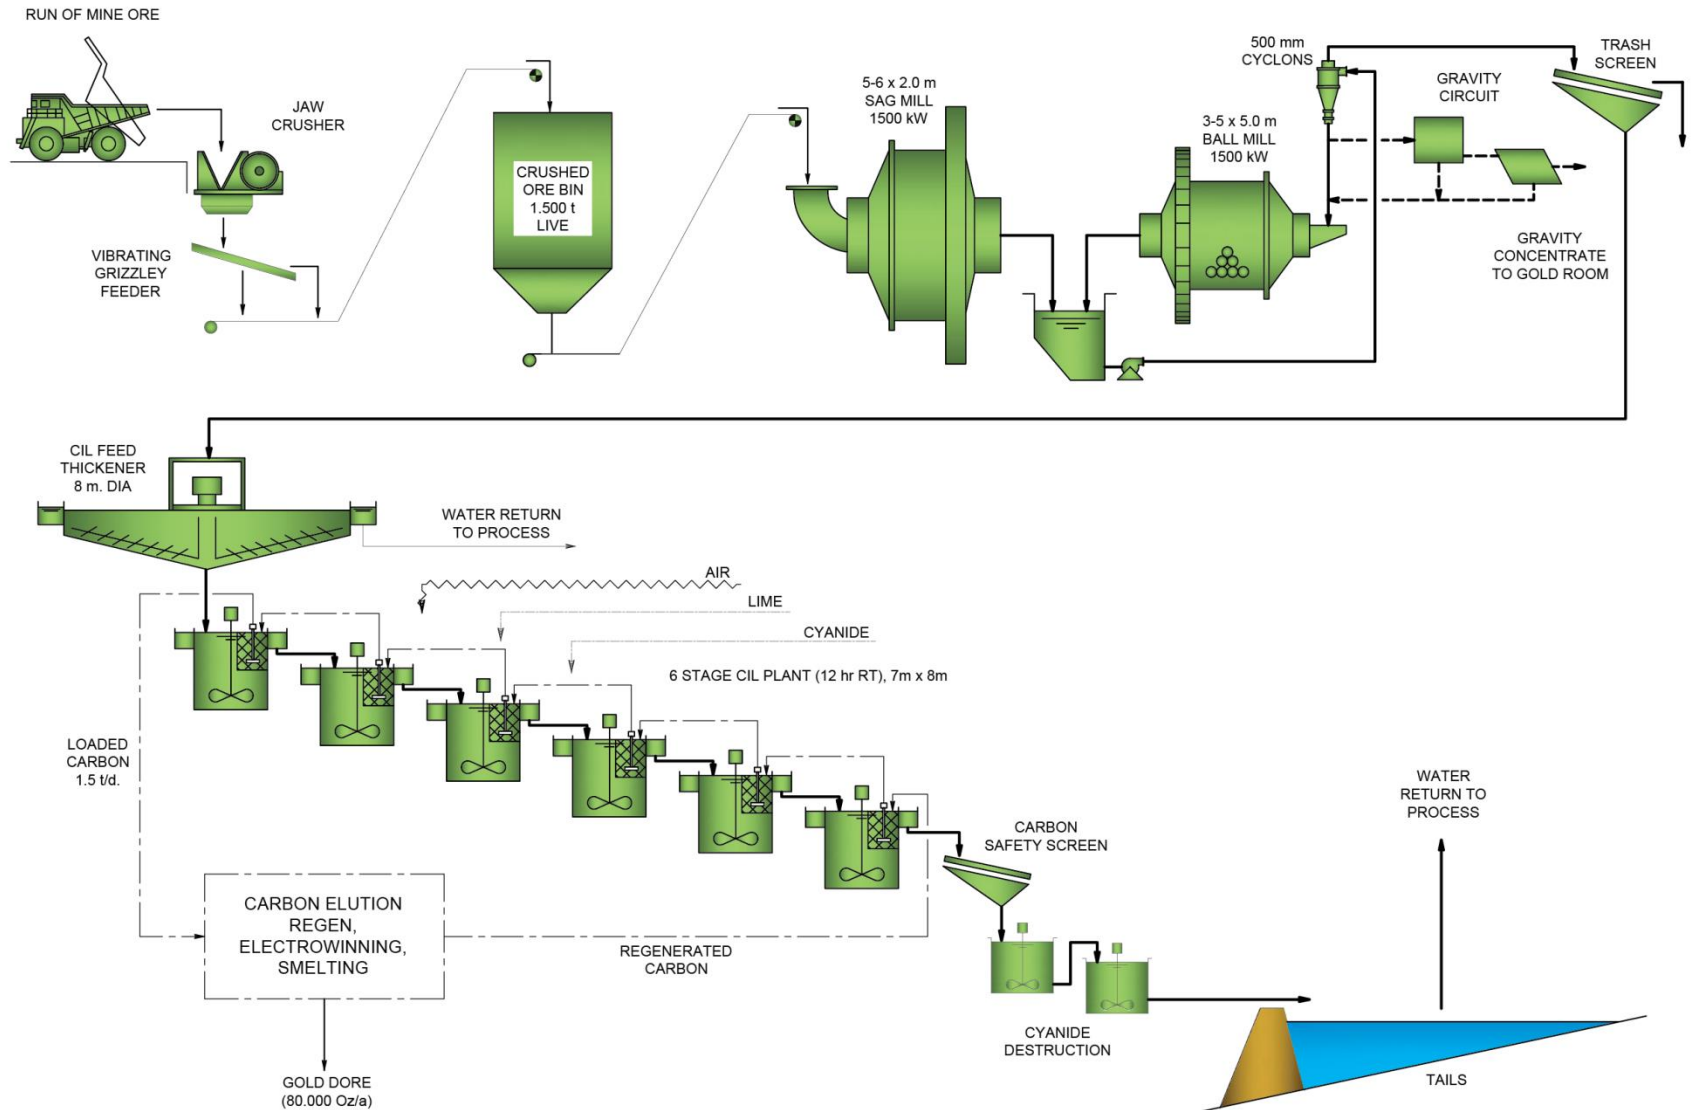 RUN OF MINE ORE
JAW
CRUSHER
VIBRATING
GRIZZLEY
FEEDER
CRUSHED
ORE BIN
1.500 t
LIVE
5-6 x 2.0 m
SAG MILL
1500 kW
3-5 x 5.0 m
BALL MILL
1500 kW
500 mm
CYCLONS
GRAVITY
CIRCUIT
TRASH
SCREEN
GRAVITY
CONCENTRATE
TO GOLD ROOM
CIL FEED
THICKENER
8 m. DIA
WATER RETURN
TO PROCESS
AIR
LIME
CYANIDE
6 STAGE CIL PLANT (12 hr RT), 7m x 8m
LOADED
CARBON
1.5 t/d.
CARBON ELUTION
REGEN,
ELECTROWINNING,
SMELTING
REGENERATED
CARBON
GOLD DORE
(80.000 Oz/a)
CARBON
SAFETY SCREEN
CYANIDE
DESTRUCTION
WATER
RETURN TO
PROCESS
TAILS